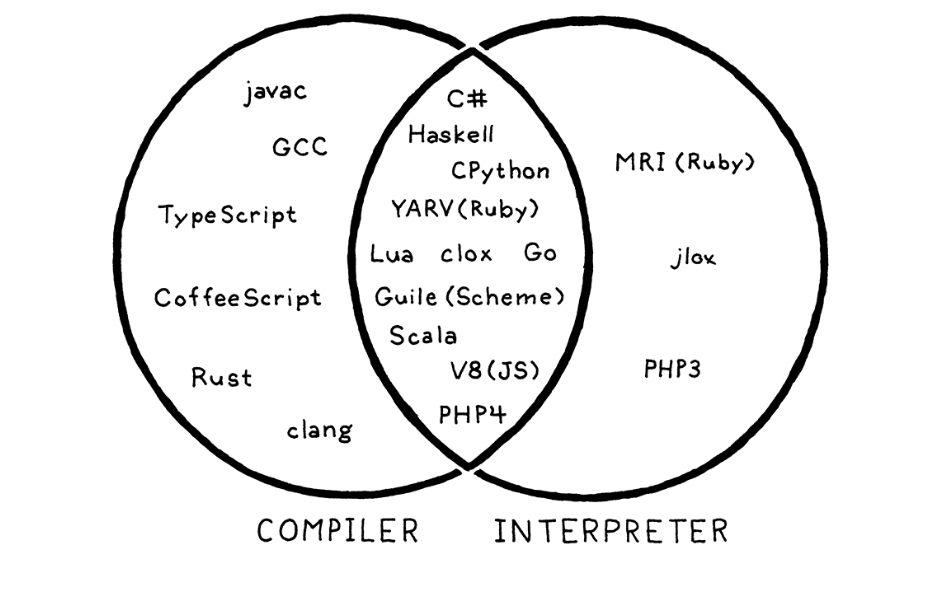 javac
GCC
TypeScript
CoffeeScript
Rust
clang
C#
Haskell
CPython
YARV (Ruby)
Lua clox Go
Guile (Scheme)
Scala
V8 (JS)
PHP4
MRI (Ruby)
jlox
PHP3
COMPILER
INTERPRETER